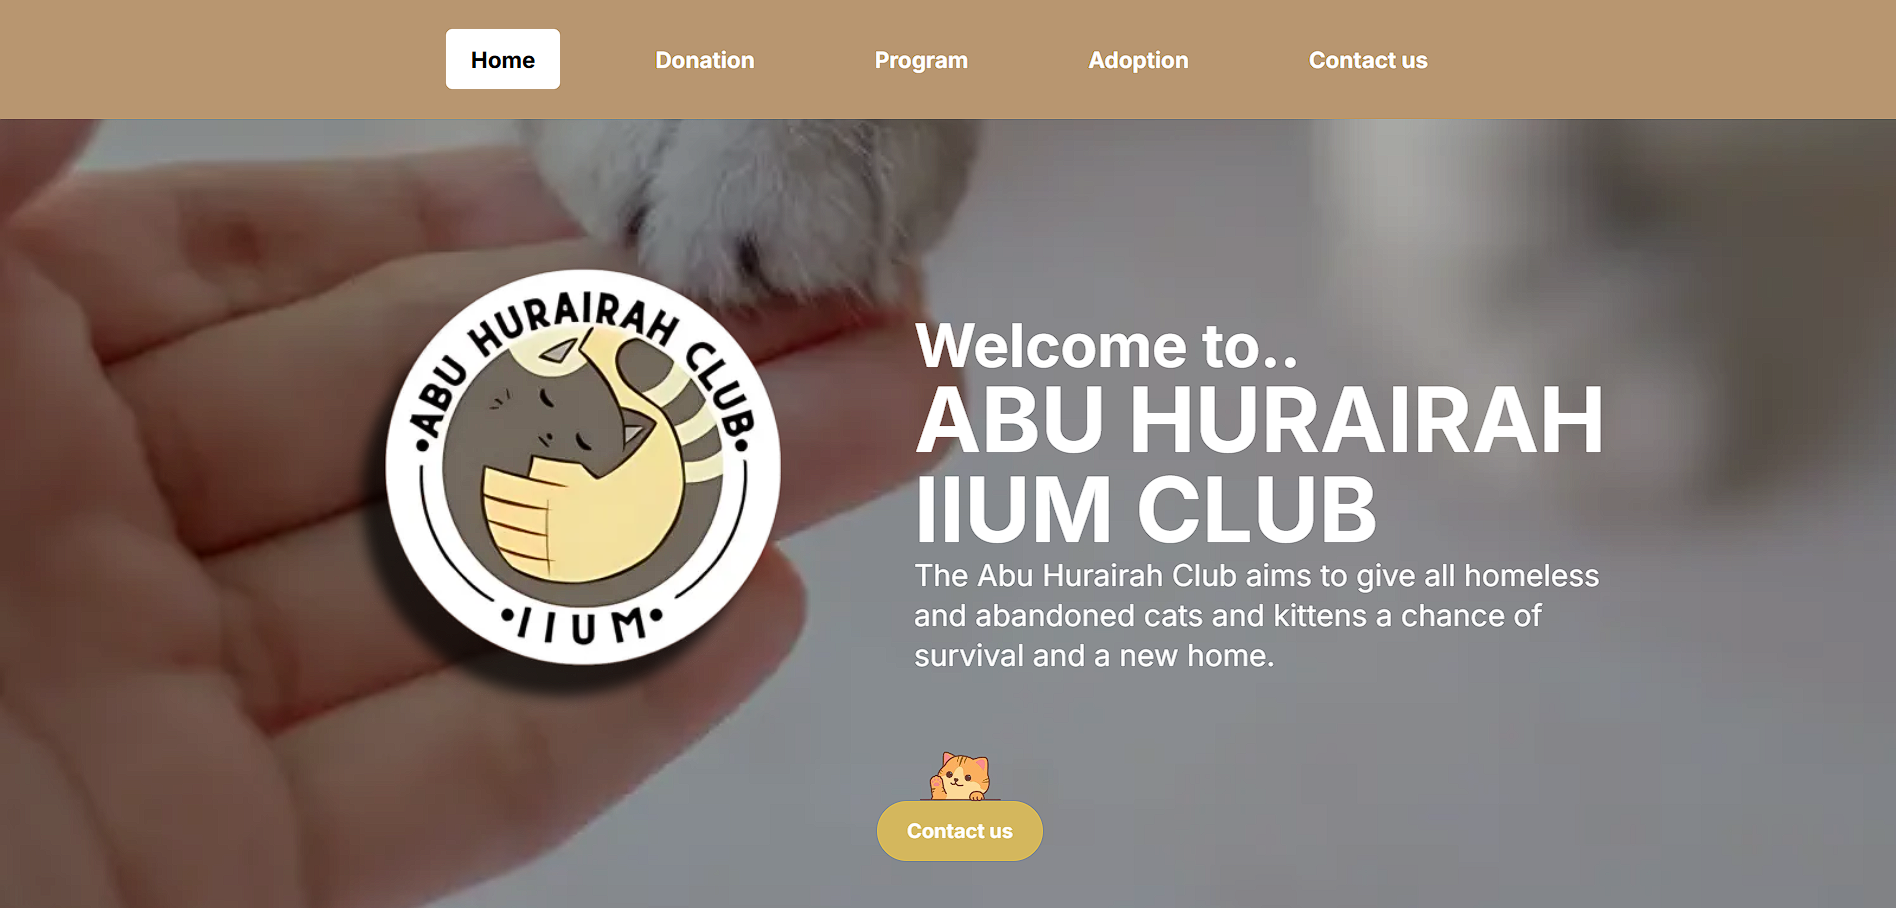 Home
Donation
Program
Adoption
Contact us
ABU HURAIRAH CLUB
IIUM
Welcome to..
ABU HURAIRAH
IIUM CLUB
The Abu Hurairah Club aims to give all homeless
and abandoned cats and kittens a chance of
survival and a new home.
Contact us